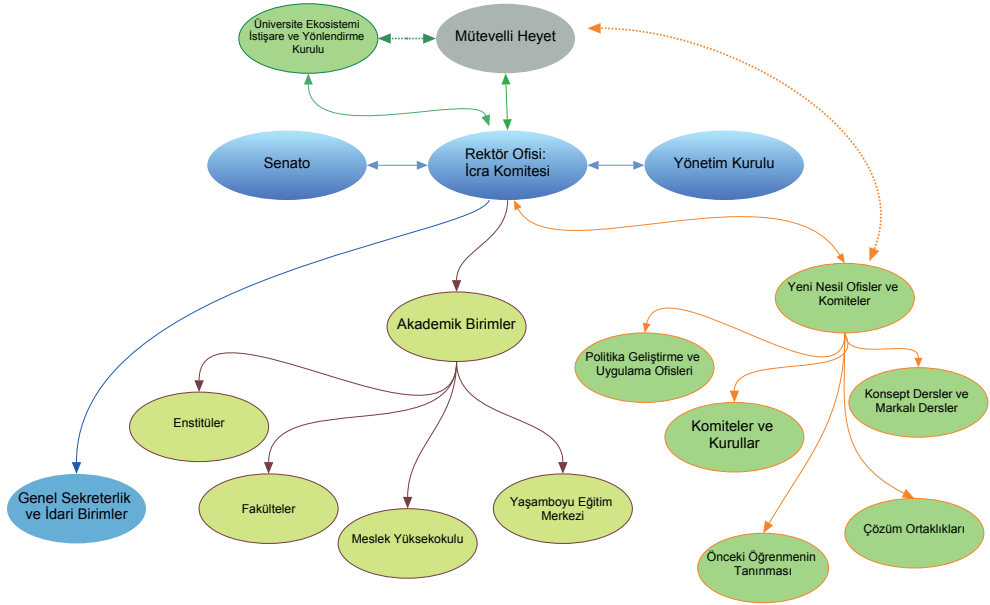 Üniversite Ekosistemi
İstişare ve Yönlendirme
Kurulu
Mütevelli Heyet
Senato
Rektör Ofisi:
İcra Komitesi
Yönetim Kurulu
Yeni Nesil Ofisler ve
Komiteler
Akademik Birimler
Politika Geliştirme ve
Uygulama Ofisleri
Konsept Dersler ve
Markalı Dersler
Enstitüler
Komiteler ve
Kurullar
Genel Sekreterlik
ve İdari Birimler
Fakülteler
Meslek Yüksekokulu
Yaşamboyu Eğitim
Merkezi
Önceki Öğrenmenin
Tanınması
Çözüm Ortaklıkları